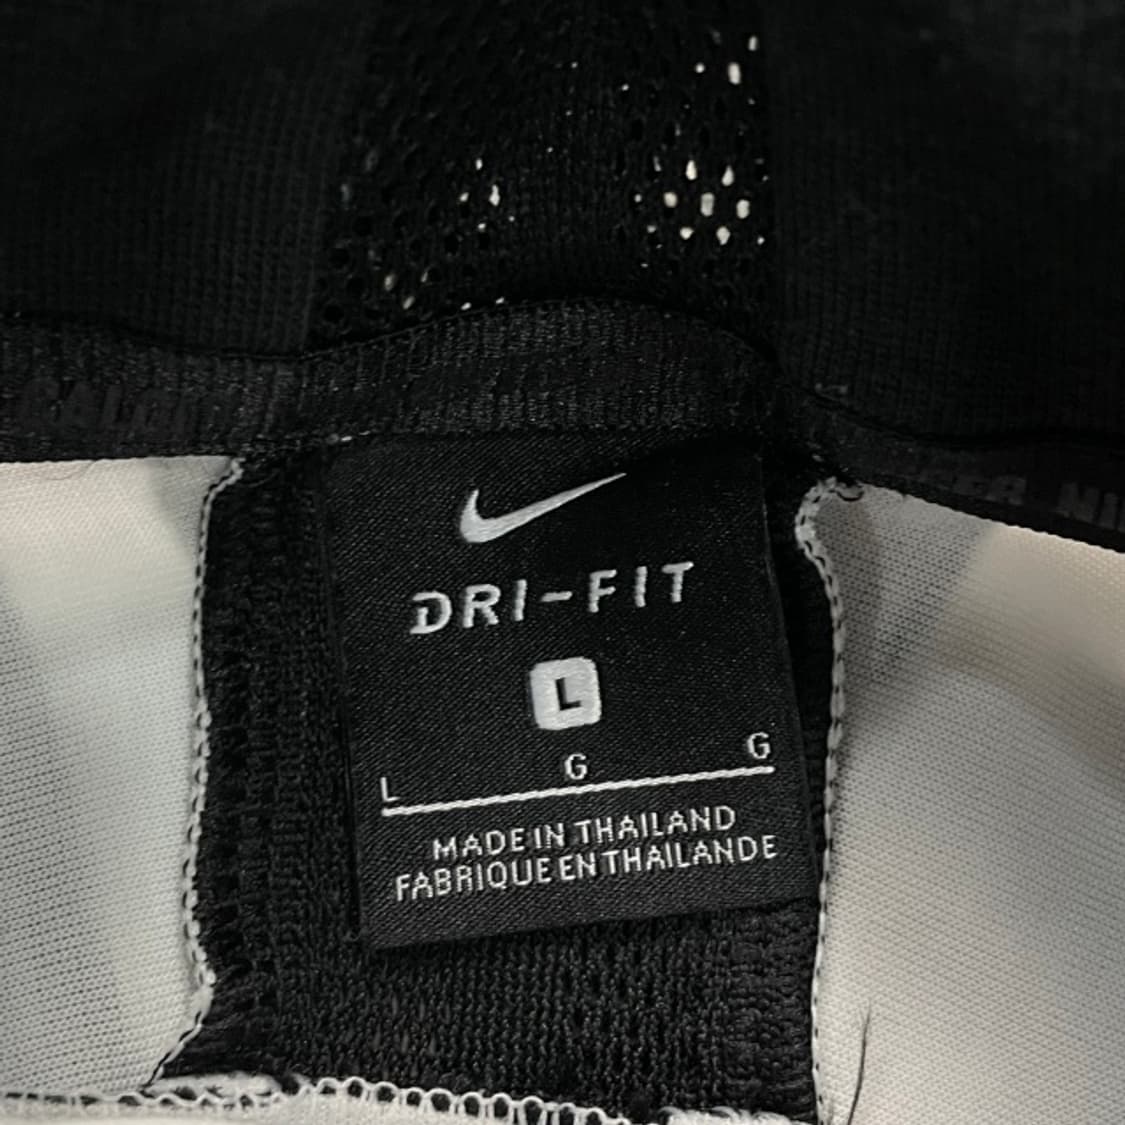 DRI-FIT
L
L G G
MADE IN THAILAND
FABRIQUE EN THAILANDE